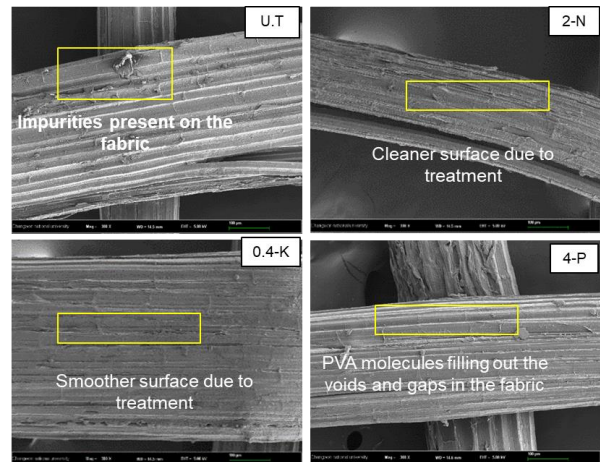 U.T
Impurities present on the
fabric
2-N
Cleaner surface due to
treatment
0.4-K
Smoother surface due to
treatment
4-P
PVA molecules filling out the
voids and gaps in the fabric